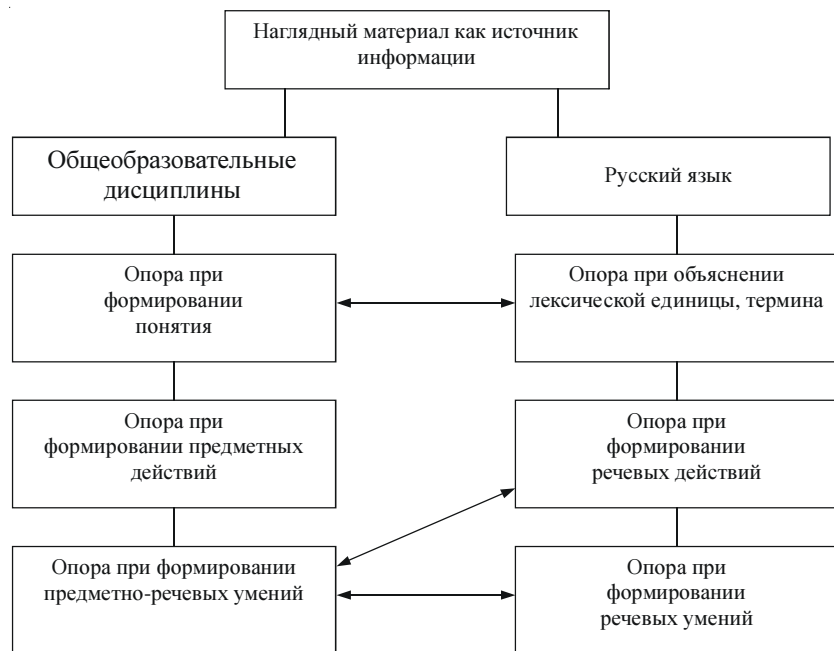 Наглядный материал как источник
информации
Общеобразовательные
дисциплины
Русский язык
Опора при
формировании
понятия
Опора при объяснении
лексической единицы, термина
Опора при
формировании предметных
действий
Опора при
формировании
речевых действий
Опора при формировании
предметно-речевых умений
Опора при
формировании
речевых умений